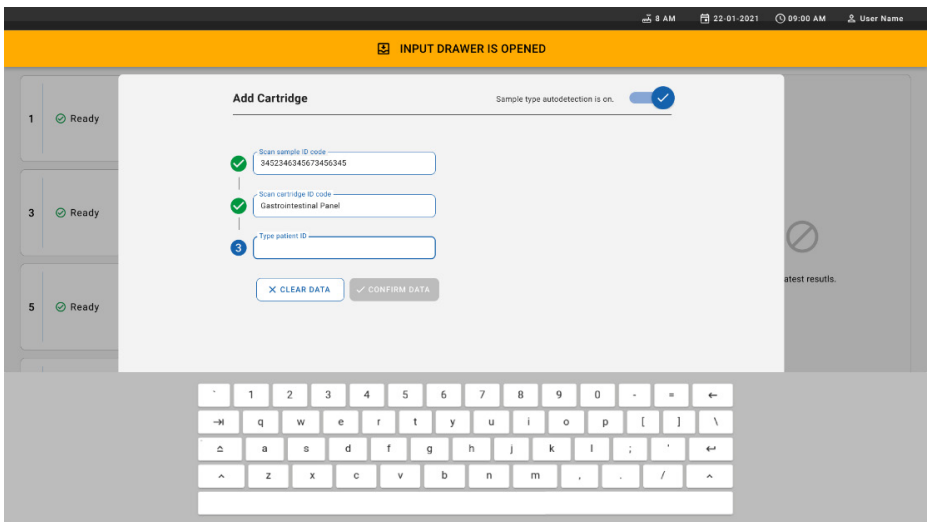 8 AM 22-01-2021 09:00 AM User Name
INPUT DRAWER IS OPENED
Add Cartridge
Sample type autodetection is on.
1 Ready
Scan sample ID code
3452346345673456345
Scan cartridge ID code
Gastrointestinal Panel
3 Ready
Type patient ID
3
atest resutls.
CLEAR DATA CONFIRM DATA
5 Ready
` 1 2 3 4 5 6 7 8 9 0 - =
q w e r t y u i o p [ ] \
a s d f g h j k l ; '
z x c v b n m , . /